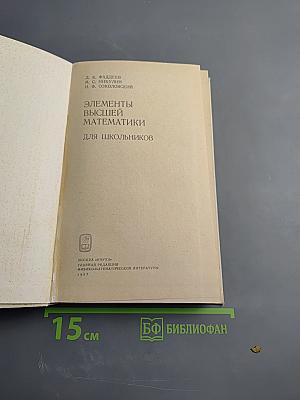 Д. К. ФАДДЕЕВ
М. С. НИКУЛИН
И. Ф. СОКОЛОВСКИЙ
ЭЛЕМЕНТЫ
ВЫСШЕЙ
МАТЕМАТИКИ
ДЛЯ ШКОЛЬНИКОВ
МОСКВА «НАУКА»
ГЛАВНАЯ РЕДАКЦИЯ
ФИЗИКО-МАТЕМАТИЧЕСКОЙ ЛИТЕРАТУРЫ
1987
15 см
БФ БИБЛИОФАН